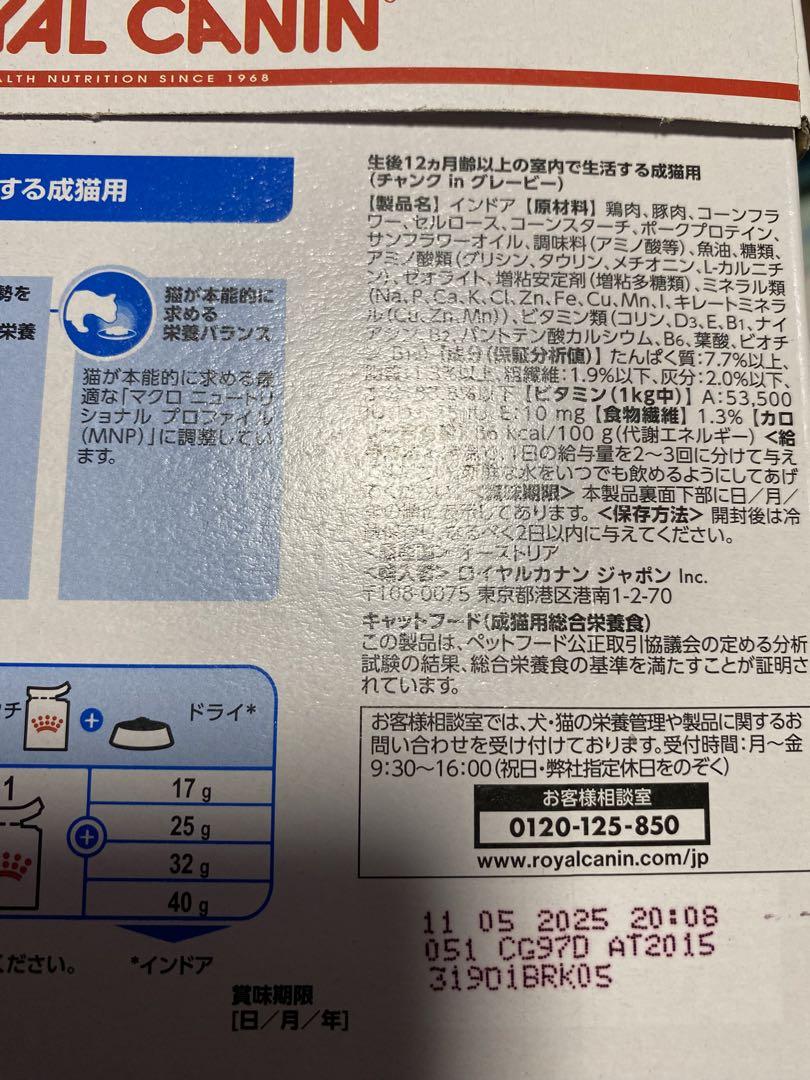 YAL CANIN
ALTH NUTRITION SINCE 1968
する成猫用
勢を
栄養
猫が本能的に
求める
栄養バランス
猫が本能的に求める最
適な「マクロ ニュートリ
ショナル プロファイル
(MNP)」に調整してい
ます。
生後12ヵ月齢以上の室内で生活する成猫用
(チャンク in グレービー)
【製品名】 インドア 【原材料】 鶏肉、豚肉、コーンフラ
ワー、セルロース、コーンスターチ、ポークプロテイン、
サンフラワーオイル、調味料(アミノ酸等)、魚油、糖類、
アミノ酸類(グリシン、タウリン、メチオニン、L-カルニチ
ン)、ゼオライト、増粘安定剤(増粘多糖類)、ミネラル類
(Na、P、Ca、K、Cl、Zn、Fe、Cu、Mn、I、キレートミネラ
ル(Cu、Zn、Mn))、ビタミン類(コリン、D3、E、B1、ナイ
アシン、B2、パントテン酸カルシウム、B6、葉酸、ビオチ
【成分(保証分析値)】 たんぱく質:7.7%以上、
以上、粗繊維:1.9%以下、灰分:2.0%以下、
以下 【ビタミン(1kg中)】 A:53,500
E:10 mg 【食物繊維】 1.3% 【カロ
kcal/100 g(代謝エネルギー) <給
1日の給与量を2〜3回に分けて与え
水をいつでも飲めるようにしてあげ
<賞味期限> 本製品裏面下部に日/月/
してあります。 <保存方法> 開封後は冷
なるべく2日以内に与えてください。
オーストリア
<輸入者> ロイヤルカナン ジャポン Inc.
〒108-0075 東京都港区港南1-2-70
キャットフード(成猫用総合栄養食)
この製品は、ペットフード公正取引協議会の定める分析
試験の結果、総合栄養食の基準を満たすことが証明さ
れています。
お客様相談室では、犬・猫の栄養管理や製品に関するお
問い合わせを受け付けております。受付時間:月〜金
9:30〜16:00(祝日・弊社指定休日をのぞく)
お客様相談室
0120-125-850
www.royalcanin.com/jp
チ
ドライ*
1
17 g
25 g
32 g
40 g
ください。
*インドア
賞味期限
[日/月/年]
11 05 2025 20:08
051 CG97D AT2015
31901BRK05